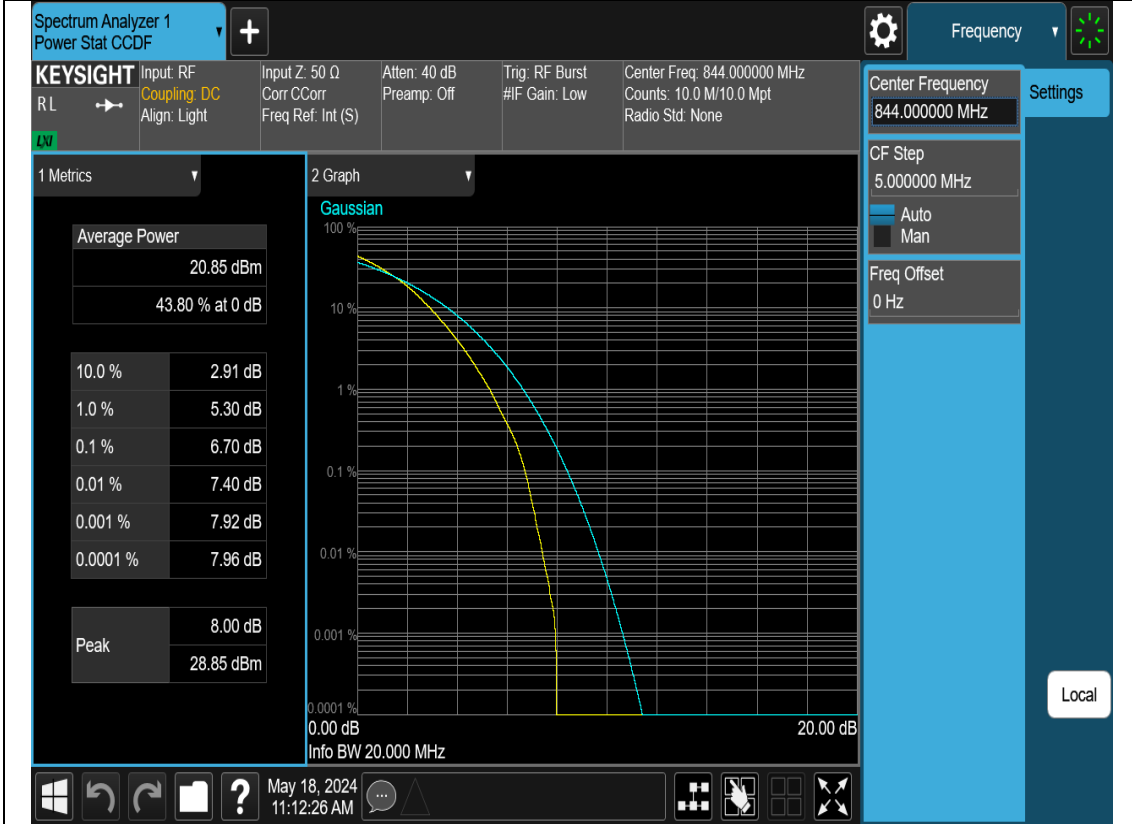 Spectrum Analyzer 1
Power Stat CCDF
Frequency
KEYSIGHT
RL
LXI
Input: RF
Coupling: DC
Align: Light
Input Z: 50 Ω
Corr CCorr
Freq Ref: Int (S)
Atten: 40 dB
Preamp: Off
Trig: RF Burst
#IF Gain: Low
Center Freq: 844.000000 MHz
Counts: 10.0 M/10.0 Mpt
Radio Std: None
Center Frequency
844.000000 MHz
Settings
CF Step
5.000000 MHz
Auto
Man
Freq Offset
0 Hz
1 Metrics
Average Power
20.85 dBm
43.80 % at 0 dB
10.0 % 2.91 dB
1.0 % 5.30 dB
0.1 % 6.70 dB
0.01 % 7.40 dB
0.001 % 7.92 dB
0.0001 % 7.96 dB
Peak
8.00 dB
28.85 dBm
2 Graph
Gaussian
100 %
10 %
1 %
0.1 %
0.01 %
0.001 %
0.0001 %
0.00 dB 20.00 dB
Info BW 20.000 MHz
Local
?
May 18, 2024
11:12:26 AM